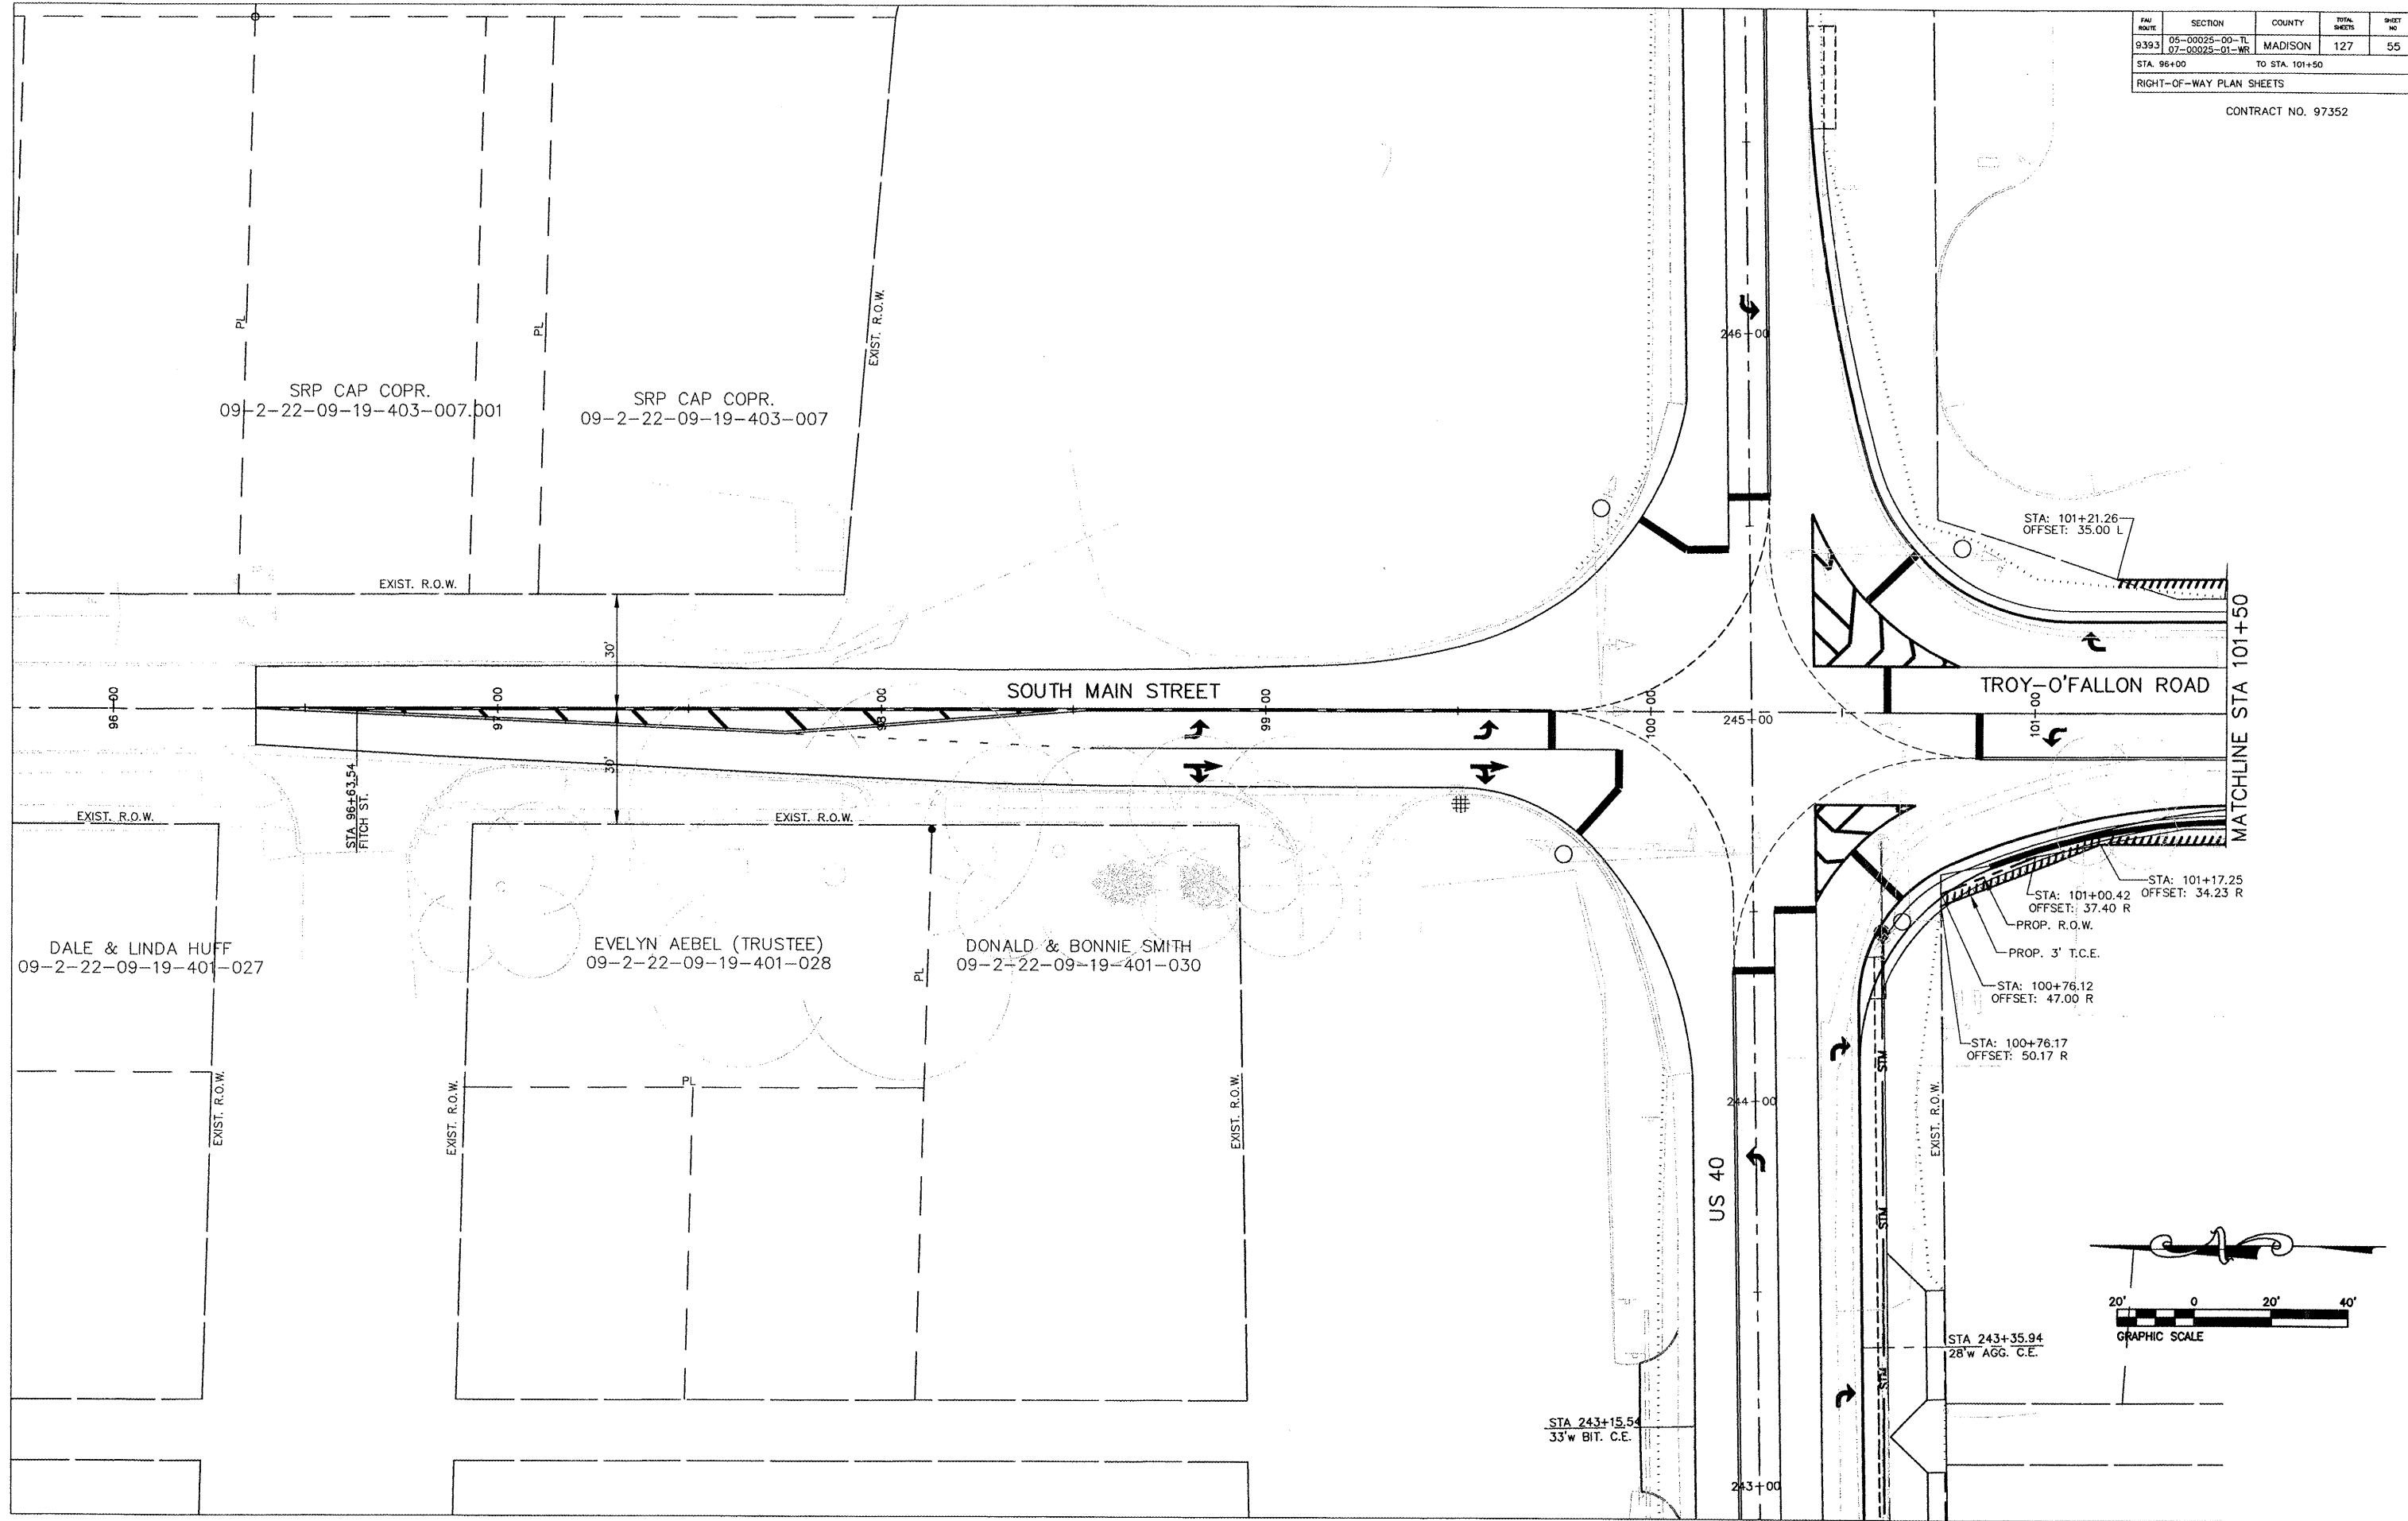 FAU ROUTE SECTION COUNTY TOTAL SHEETS SHEET NO
9393 05-00025-00-TL 07-00025-01-WR MADISON 127 55
STA. 96+00 TO STA. 101+50
RIGHT-OF-WAY PLAN SHEETS
CONTRACT NO. 97352
PL
PL
EXIST. R.O.W.
SRP CAP COPR.
09-2-22-09-19-403-007.001
SRP CAP COPR.
09-2-22-09-19-403-007
EXIST. R.O.W.
246+00
STA: 101+21.26
OFFSET: 35.00 L
30'
30'
96+00
97+00
98+00
SOUTH MAIN STREET
99+00
100+00
245+00
TROY-O'FALLON ROAD
101+00
MATCHLINE STA 101+50
STA 96+63.54
FITCH ST.
EXIST. R.O.W.
EXIST. R.O.W.
STA: 101+17.25
OFFSET: 34.23 R
STA: 101+00.42
OFFSET: 37.40 R
PROP. R.O.W.
PROP. 3' T.C.E.
STA: 100+76.12
OFFSET: 47.00 R
STA: 100+76.17
OFFSET: 50.17 R
DALE & LINDA HUFF
09-2-22-09-19-401-027
EVELYN AEBEL (TRUSTEE)
09-2-22-09-19-401-028
DONALD & BONNIE SMITH
09-2-22-09-19-401-030
PL
PL
EXIST. R.O.W.
EXIST. R.O.W.
EXIST. R.O.W.
EXIST. R.O.W.
244+00
US 40
STM
STM
STM
243+00
STA 243+15.54
33'w BIT. C.E.
STA 243+35.94
28'w AGG. C.E.
20' 0 20' 40'
GRAPHIC SCALE